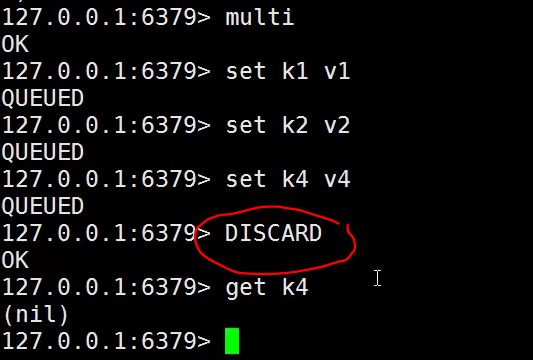 127.0.0.1:6379> multi
OK
127.0.0.1:6379> set k1 v1
QUEUED
127.0.0.1:6379> set k2 v2
QUEUED
127.0.0.1:6379> set k4 v4
QUEUED
127.0.0.1:6379> DISCARD
OK
127.0.0.1:6379> get k4
(nil)
127.0.0.1:6379>